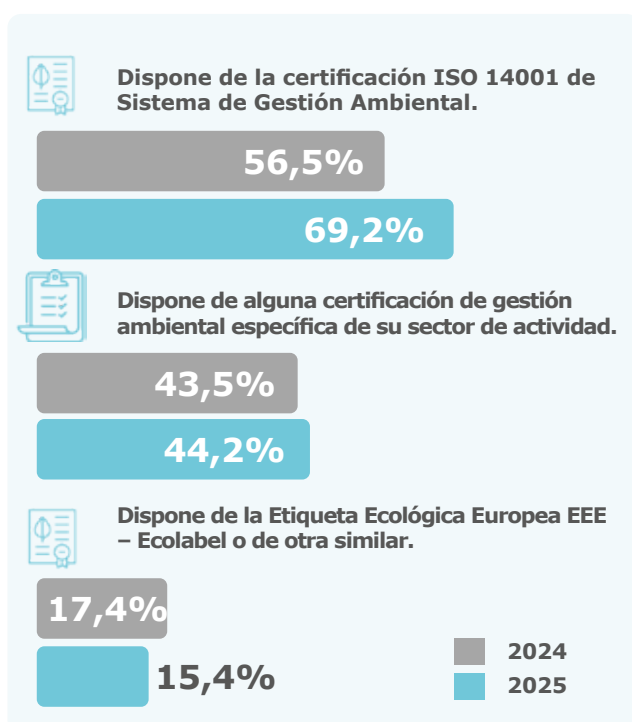 Dispone de la certificación ISO 14001 de
Sistema de Gestión Ambiental.
56,5%
69,2%
Dispone de alguna certificación de gestión
ambiental específica de su sector de actividad.
43,5%
44,2%
Dispone de la Etiqueta Ecológica Europea EEE
– Ecolabel o de otra similar.
17,4%
15,4%
2024
2025